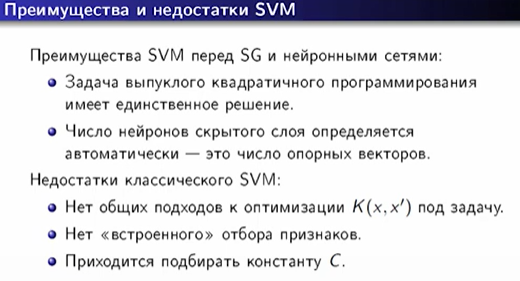 Преимущества и недостатки SVM
Преимущества SVM перед SG и нейронными сетями:
Задача выпуклого квадратичного программирования
имеет единственное решение.
Число нейронов скрытого слоя определяется
автоматически — это число опорных векторов.
Недостатки классического SVM:
Нет общих подходов к оптимизации K(x, x′) под задачу.
Нет «встроенного» отбора признаков.
Приходится подбирать константу C.